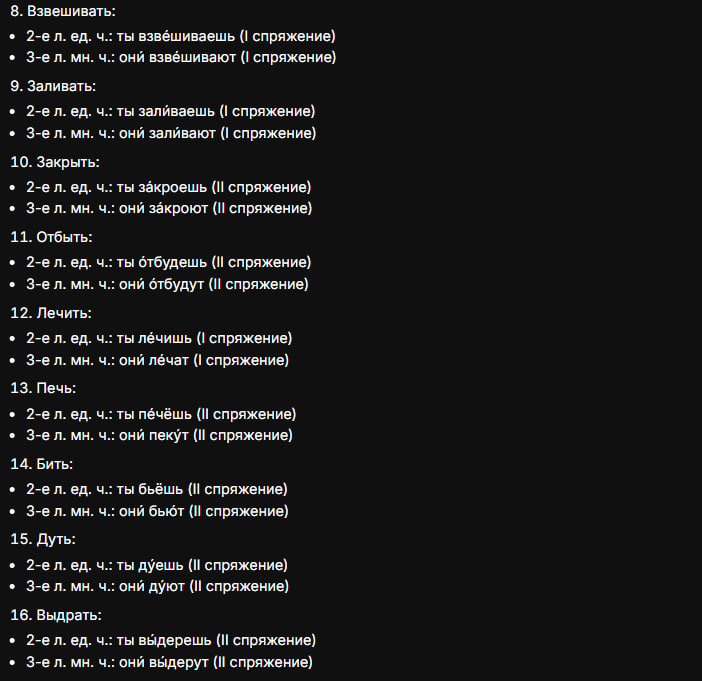 8. Взвешивать:
• 2-е л. ед. ч.: ты взве́шиваешь (I спряжение)
• 3-е л. мн. ч.: они́ взве́шивают (I спряжение)
9. Заливать:
• 2-е л. ед. ч.: ты зали́ваешь (I спряжение)
• 3-е л. мн. ч.: они́ зали́вают (I спряжение)
10. Закрыть:
• 2-е л. ед. ч.: ты за́кроешь (II спряжение)
• 3-е л. мн. ч.: они́ за́кроют (II спряжение)
11. Отбыть:
• 2-е л. ед. ч.: ты о́тбудешь (II спряжение)
• 3-е л. мн. ч.: они́ о́тбудут (II спряжение)
12. Лечить:
• 2-е л. ед. ч.: ты ле́чишь (I спряжение)
• 3-е л. мн. ч.: они́ ле́чат (I спряжение)
13. Печь:
• 2-е л. ед. ч.: ты пе́чёшь (II спряжение)
• 3-е л. мн. ч.: они́ пеку́т (II спряжение)
14. Бить:
• 2-е л. ед. ч.: ты бьёшь (II спряжение)
• 3-е л. мн. ч.: они́ бью́т (II спряжение)
15. Дуть:
• 2-е л. ед. ч.: ты ду́ешь (II спряжение)
• 3-е л. мн. ч.: они́ ду́ют (II спряжение)
16. Выдрать:
• 2-е л. ед. ч.: ты вы́дерешь (II спряжение)
• 3-е л. мн. ч.: они́ вы́дерут (II спряжение)